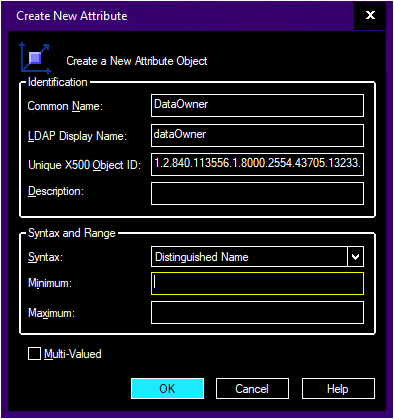 Create New Attribute
X
Create a New Attribute Object
Identification
Common Name:
DataOwner
LDAP Display Name:
dataOwner
Unique X500 Object ID:
1.2.840.113556.1.8000.2554.43705.13233.
Description:
Syntax and Range
Syntax:
Distinguished Name
Minimum:
Maximum:
Multi-Valued
OK
Cancel
Help